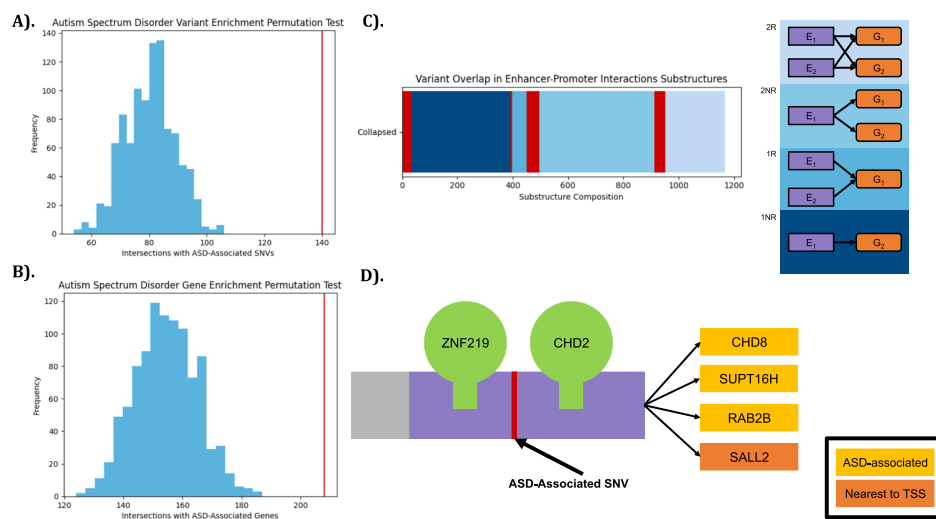 A).
Autism Spectrum Disorder Variant Enrichment Permutation Test
140
120
100
80
60
40
20
0
Frequency
60
80
100
120
140
Intersections with ASD-Associated SNVs
B).
Autism Spectrum Disorder Gene Enrichment Permutation Test
120
100
80
60
40
20
0
Frequency
120
140
160
180
200
Intersections with ASD-Associated Genes
C).
Variant Overlap in Enhancer-Promoter Interactions Substructures
Collapsed
0
200
400
600
800
1000
1200
Substructure Composition
2R
E1
G1
E2
G2
2NR
G1
E1
G2
1R
E1
G1
E2
1NR
E1
G2
D).
ZNF219
CHD2
CHD8
SUPT16H
RAB2B
SALL2
ASD-Associated SNV
ASD-associated
Nearest to TSS